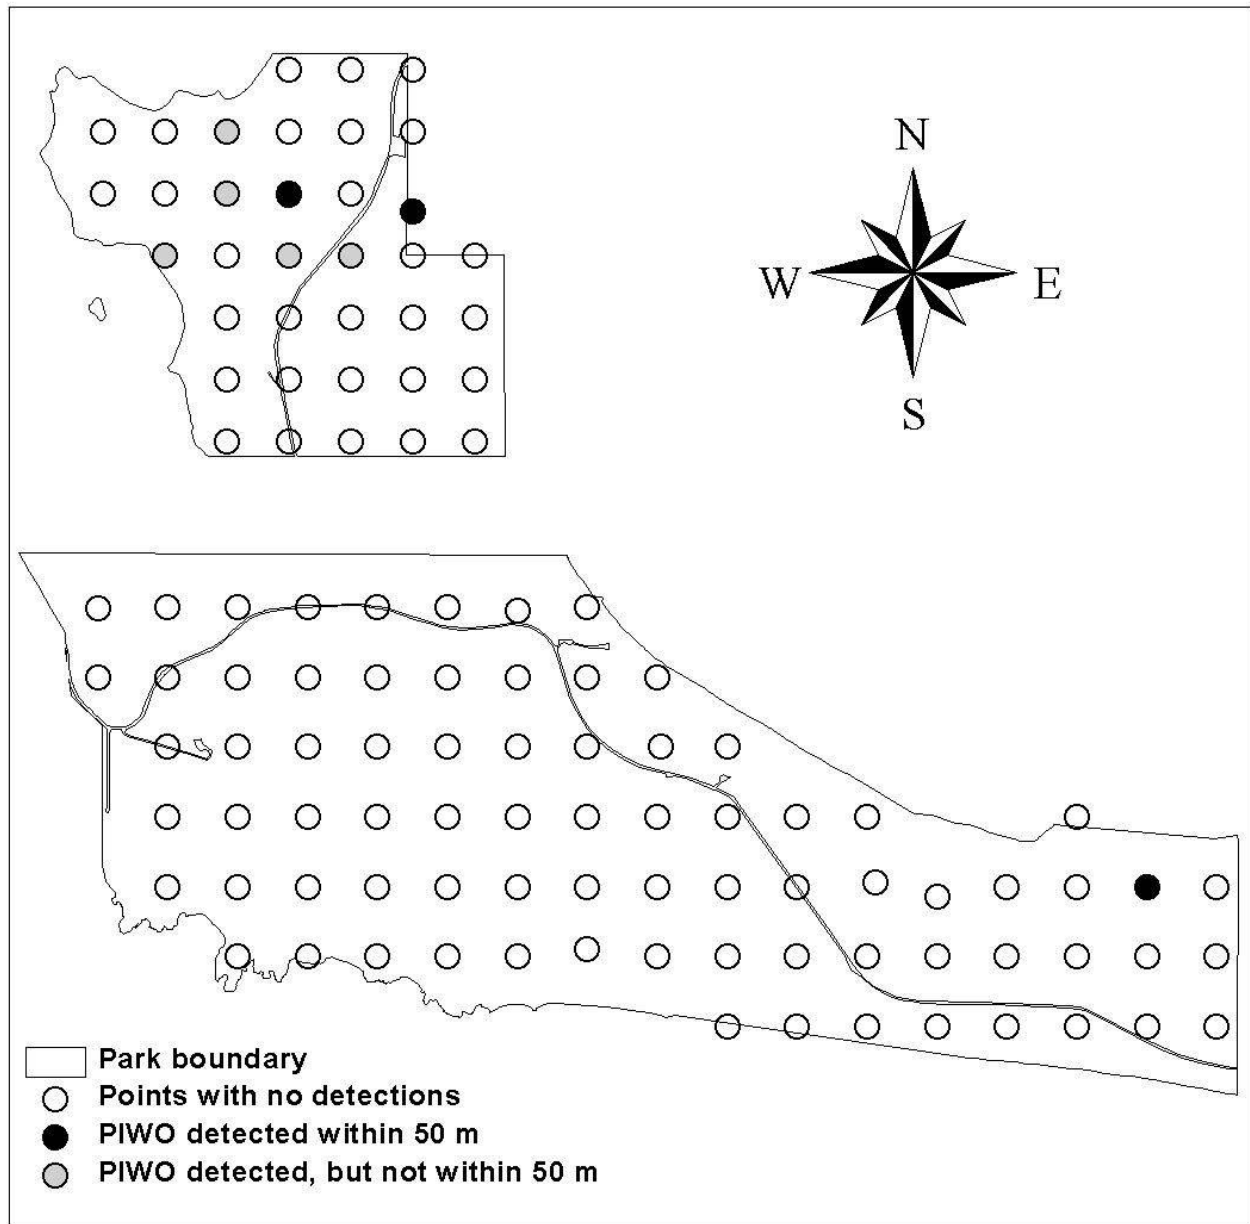 N
W E
S
Park boundary
Points with no detections
PIWO detected within 50 m
PIWO detected, but not within 50 m